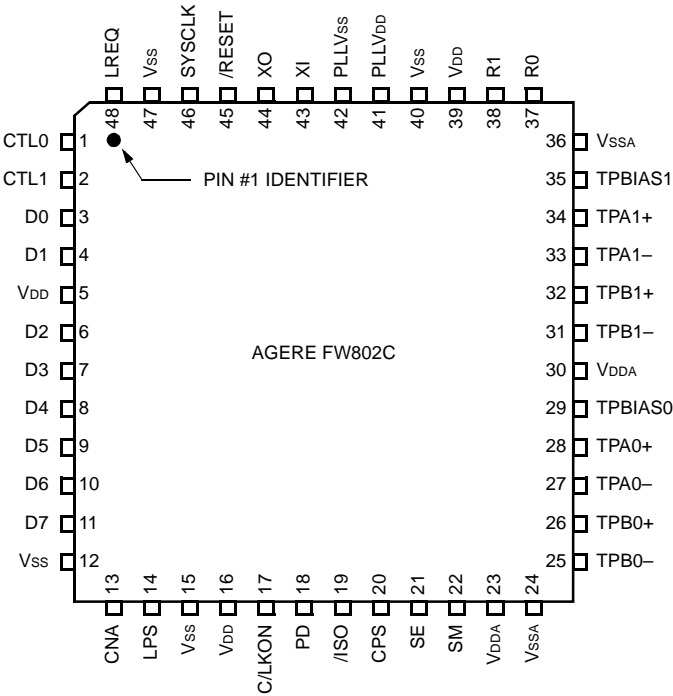 LREQ
VSS
SYSCLK
/RESET
XO
XI
PLLVSS
PLLVDD
VSS
VDD
R1
R0
48
47
46
45
44
43
42
41
40
39
38
37
CTL0 1
CTL1 2
D0 3
D1 4
VDD 5
D2 6
D3 7
D4 8
D5 9
D6 10
D7 11
VSS 12
PIN #1 IDENTIFIER
AGERE FW802C
36 VSSA
35 TPBIAS1
34 TPA1+
33 TPA1–
32 TPB1+
31 TPB1–
30 VDDA
29 TPBIAS0
28 TPA0+
27 TPA0–
26 TPB0+
25 TPB0–
13
14
15
16
17
18
19
20
21
22
23
24
CNA
LPS
VSS
VDD
C/LKON
PD
/ISO
CPS
SE
SM
VDDA
VSSA